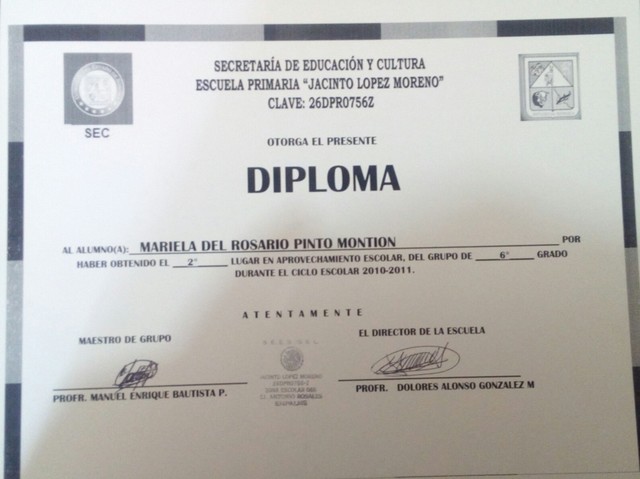 SECRETARÍA DE EDUCACIÓN Y CULTURA
ESCUELA PRIMARIA "JACINTO LOPEZ MORENO"
CLAVE: 26DPR0756Z
SEC
OTORGA EL PRESENTE
DIPLOMA
AL ALUMNO(A): MARIELA DEL ROSARIO PINTO MONTION POR
HABER OBTENIDO EL 2° LUGAR EN APROVECHAMIENTO ESCOLAR, DEL GRUPO DE 6° GRADO
DURANTE EL CICLO ESCOLAR 2010-2011.
ATENTAMENTE
MAESTRO DE GRUPO
EL DIRECTOR DE LA ESCUELA
JACINTO LOPEZ MORENO
PROFR. MANUEL ENRIQUE BAUTISTA P.
PROFR. DOLORES ALONSO GONZALEZ M